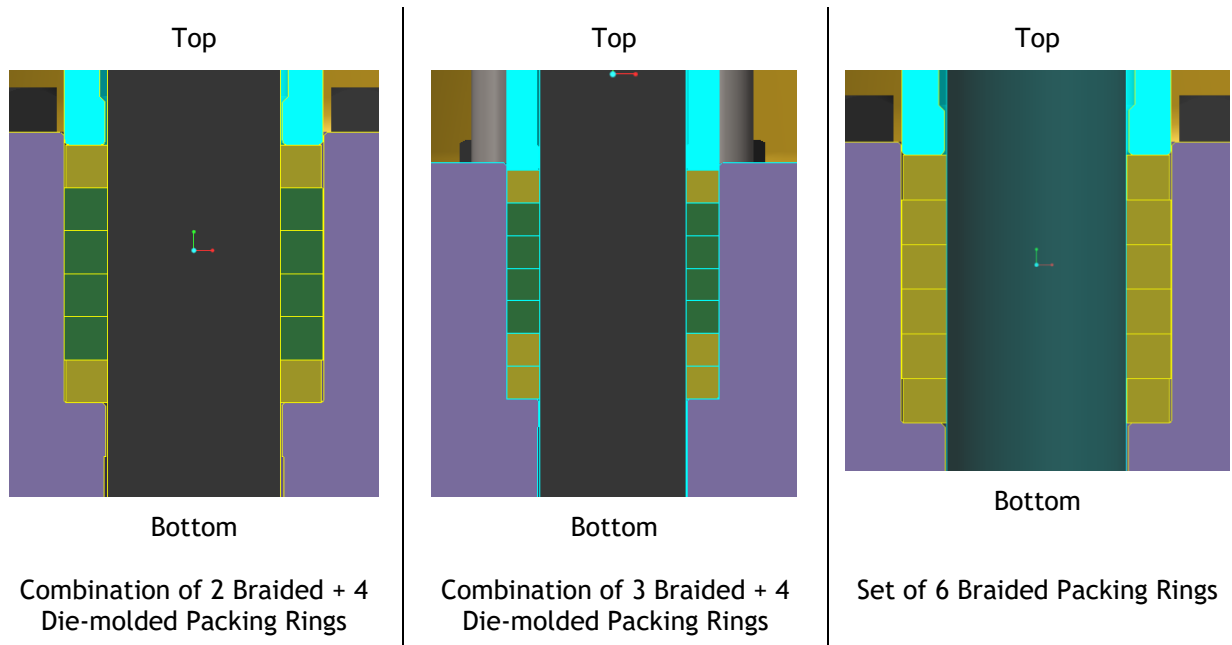 Top
Bottom
Combination of 2 Braided + 4
Die-molded Packing Rings
Top
Bottom
Combination of 3 Braided + 4
Die-molded Packing Rings
Top
Bottom
Set of 6 Braided Packing Rings